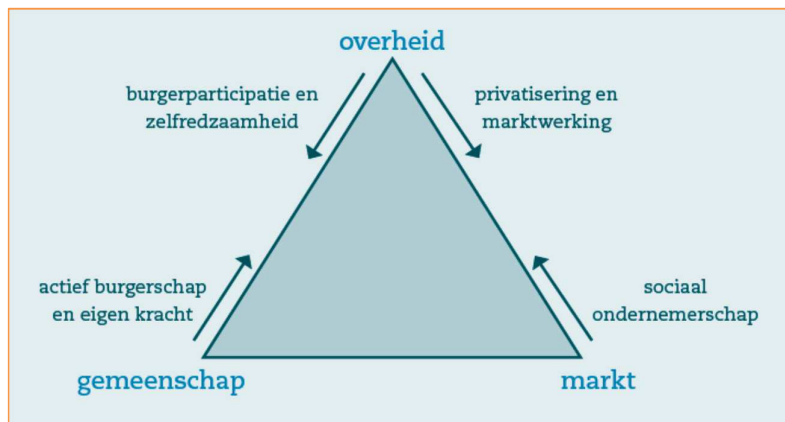 overheid
burgerparticipatie en
zelfredzaamheid
privatisering en
marktwerking
actief burgerschap
en eigen kracht
sociaal
ondernemerschap
gemeenschap
markt